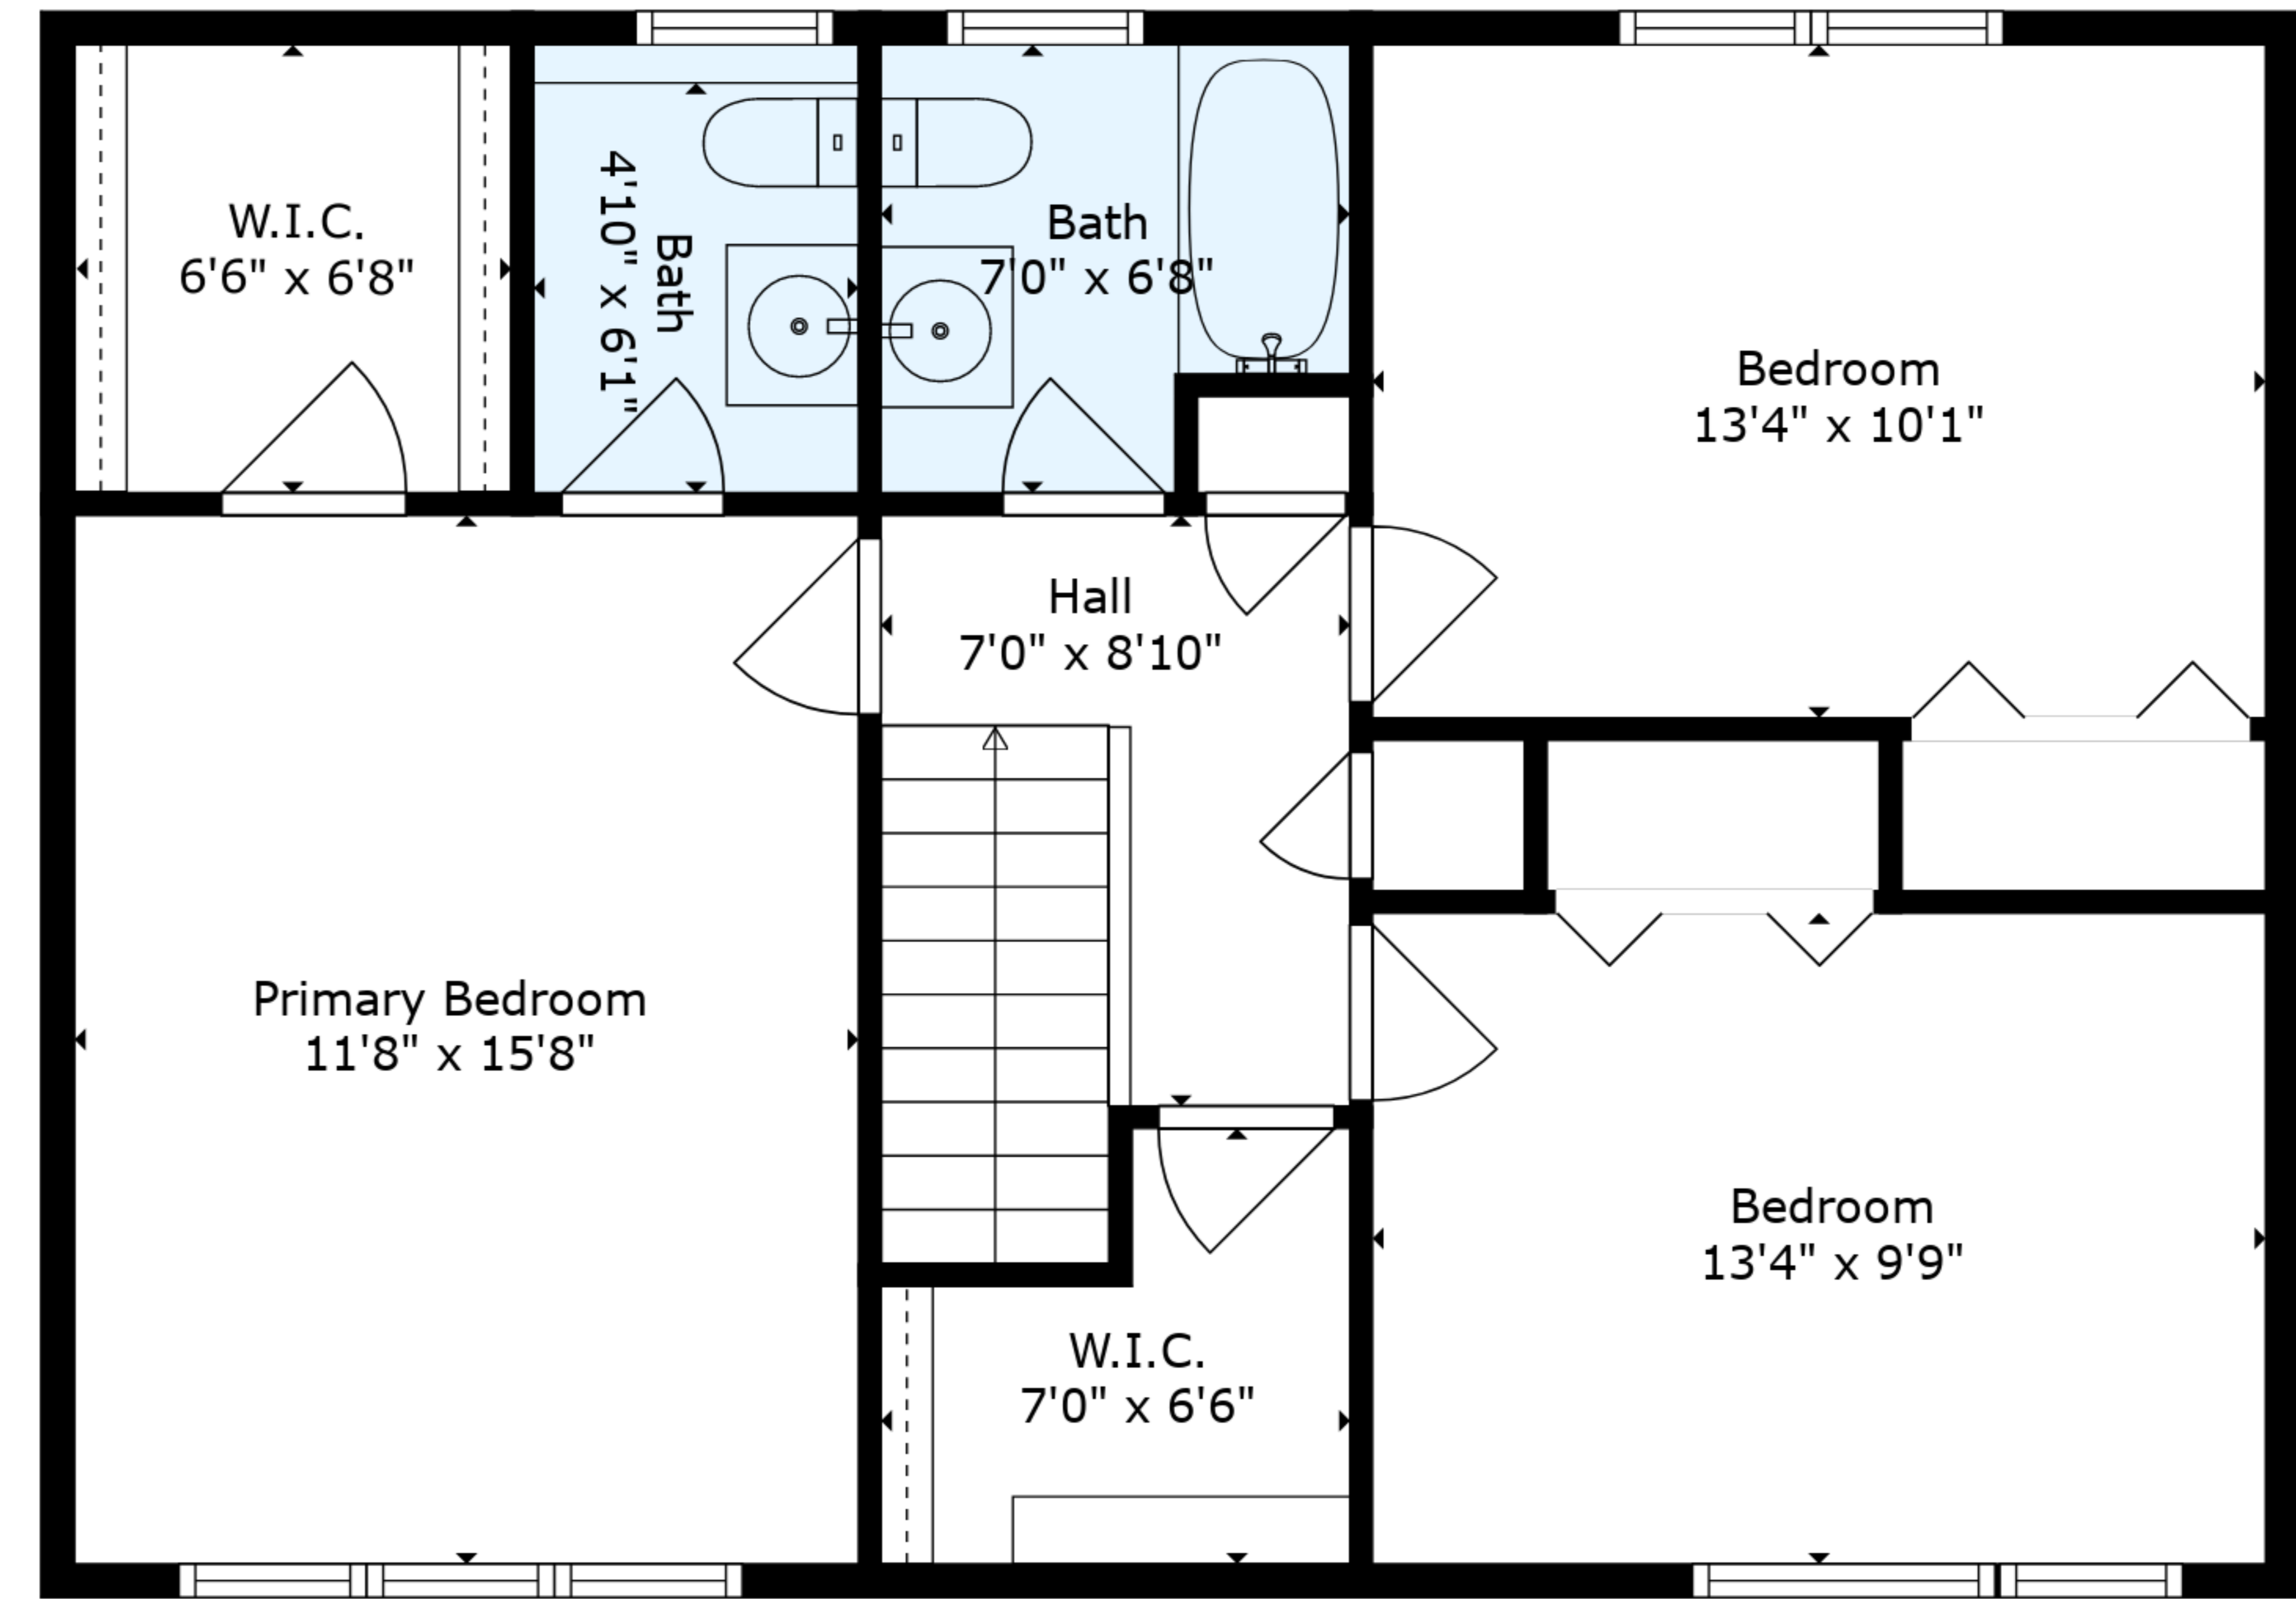 W.I.C.
6'6" x 6'8"
Bath
4'10" x 6'1"
Bath
7'0" x 6'8"
Bedroom
13'4" x 10'1"
Hall
7'0" x 8'10"
Primary Bedroom
11'8" x 15'8"
Bedroom
13'4" x 9'9"
W.I.C.
7'0" x 6'6"